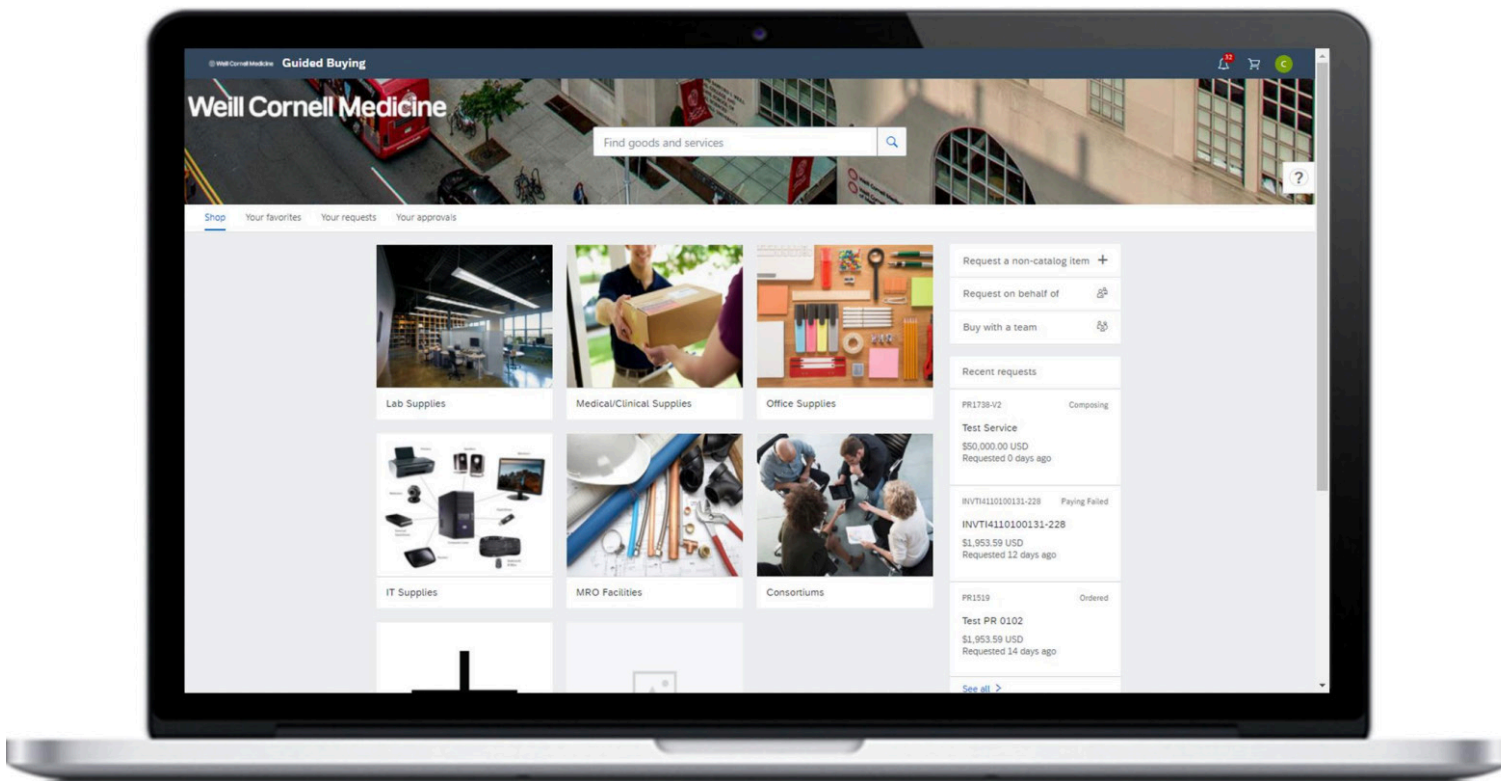 Weill Cornell Medicine Guided Buying
32
C
Weill Cornell Medicine
Find goods and services
?
Shop Your favorites Your requests Your approvals
Lab Supplies
Medical/Clinical Supplies
Office Supplies
IT Supplies
MRO Facilities
Consortiums
Request a non-catalog item +
Request on behalf of
Buy with a team
Recent requests
PR1738-V2 Composing
Test Service
$50,000.00 USD
Requested 0 days ago
INVTI4110100131-228 Paying Failed
INVTI4110100131-228
$1,953.59 USD
Requested 12 days ago
PR1519 Ordered
Test PR 0102
$1,953.59 USD
Requested 14 days ago
See all >